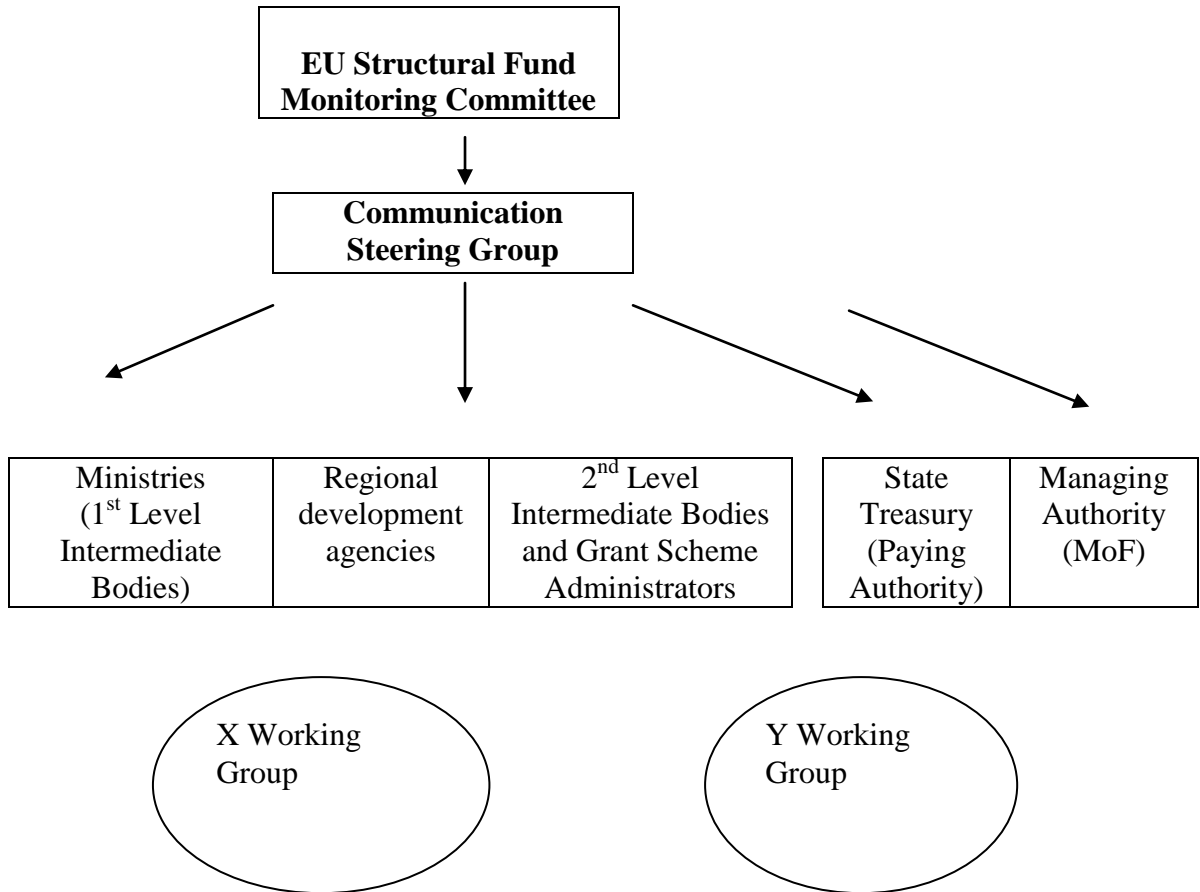 EU Structural Fund
Monitoring Committee
Communication
Steering Group
Ministries
(1st Level
Intermediate
Bodies)
Regional
development
agencies
2nd Level
Intermediate Bodies
and Grant Scheme
Administrators
State
Treasury
(Paying
Authority)
Managing
Authority
(MoF)
X Working
Group
Y Working
Group